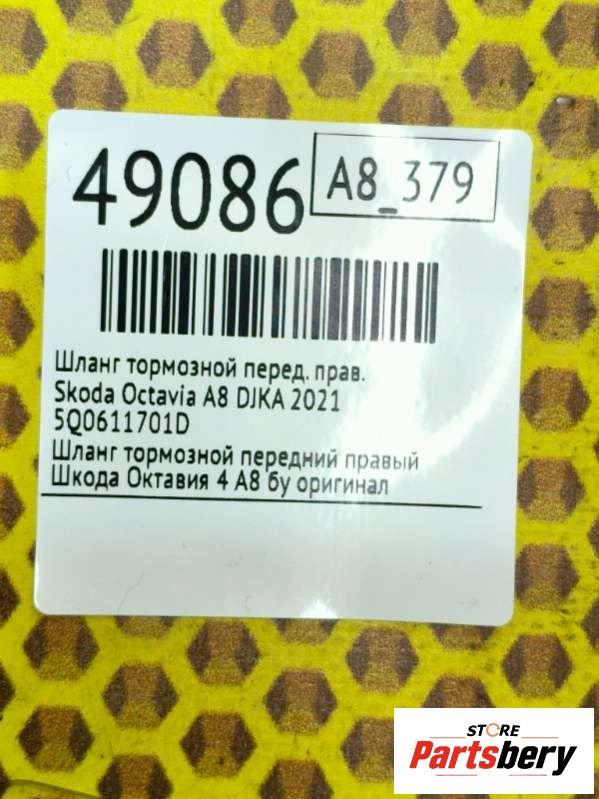 49086
A8_379
Шланг тормозной перед. прав.
Skoda Octavia A8 DJKA 2021
5Q0611701D
Шланг тормозной передний правый
Шкода Октавия 4 А8 бу оригинал
STORE
Partsbery